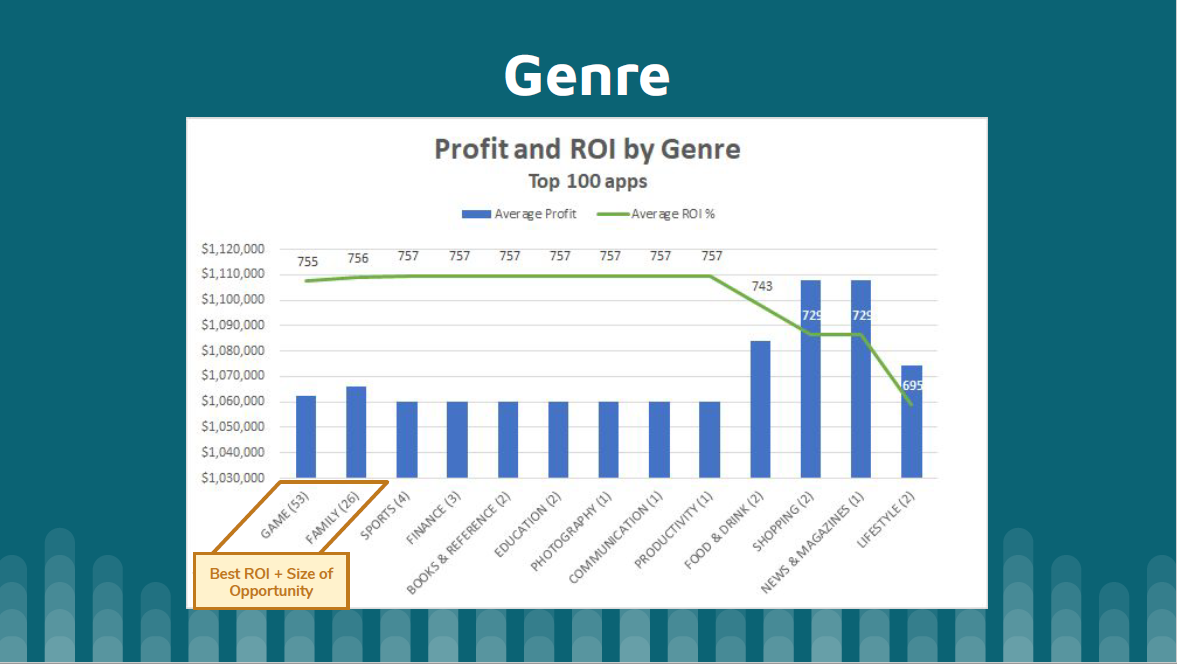 Genre
Profit and ROI by Genre
Top 100 apps
Average Profit
Average ROI %
$1,120,000
$1,110,000
$1,100,000
$1,090,000
$1,080,000
$1,070,000
$1,060,000
$1,050,000
$1,040,000
$1,030,000
755
756
757
757
757
757
757
757
757
743
729
729
695
GAME (53)
FAMILY (26)
SPORTS (4)
FINANCE (3)
BOOKS & REFERENCE (2)
EDUCATION (2)
PHOTOGRAPHY (1)
COMMUNICATION (1)
PRODUCTIVITY (1)
FOOD & DRINK (2)
SHOPPING (2)
NEWS & MAGAZINES (1)
LIFESTYLE (2)
Best ROI + Size of
Opportunity